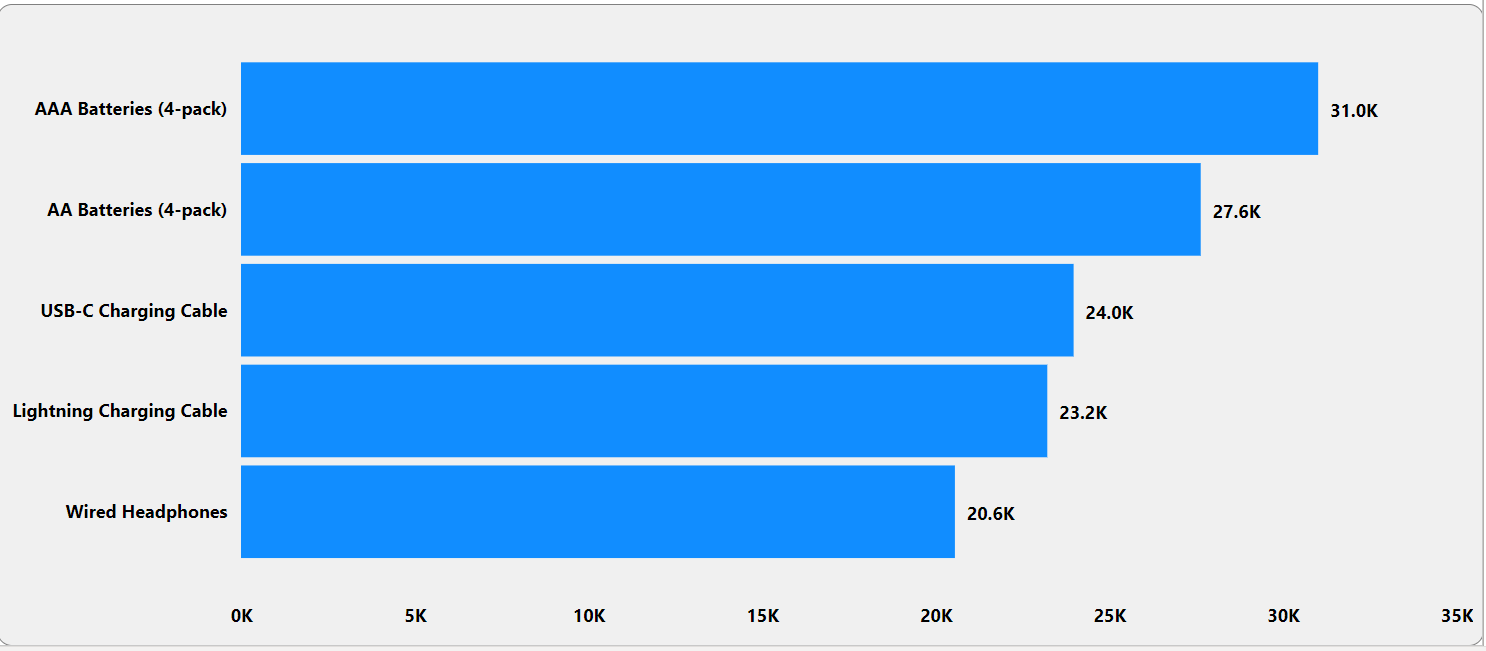 AAA Batteries (4-pack) 31.0K
AA Batteries (4-pack) 27.6K
USB-C Charging Cable 24.0K
Lightning Charging Cable 23.2K
Wired Headphones 20.6K
0K 5K 10K 15K 20K 25K 30K 35K